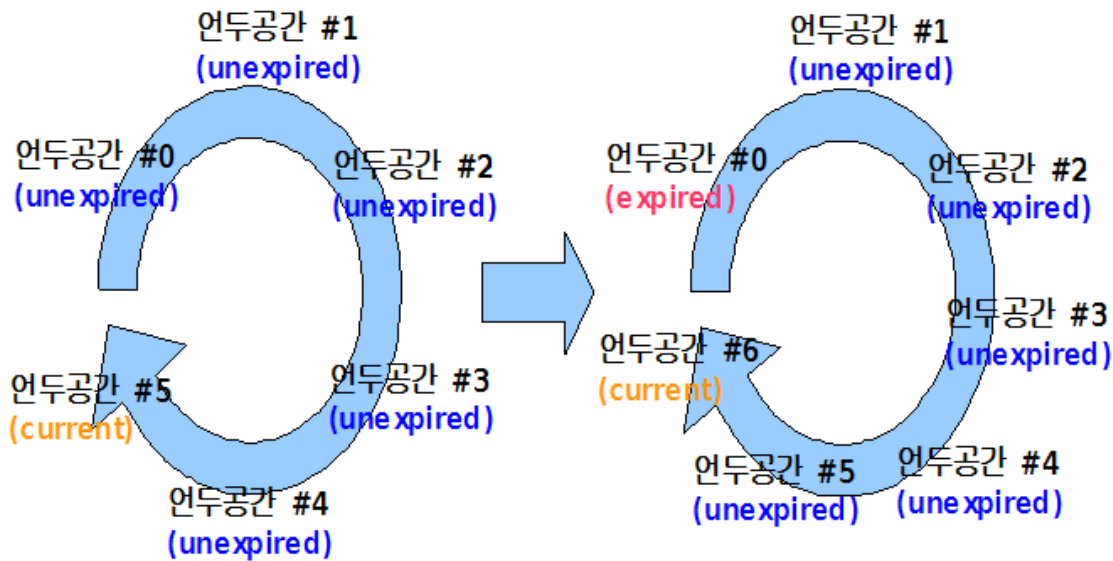 언두공간 #1
(unexpired)
언두공간 #0
(unexpired)
언두공간 #2
(unexpired)
언두공간 #5
(current)
언두공간 #3
(unexpired)
언두공간 #4
(unexpired)
언두공간 #1
(unexpired)
언두공간 #0
(expired)
언두공간 #2
(unexpired)
언두공간 #3
(unexpired)
언두공간 #6
(current)
언두공간 #5
(unexpired)
언두공간 #4
(unexpired)